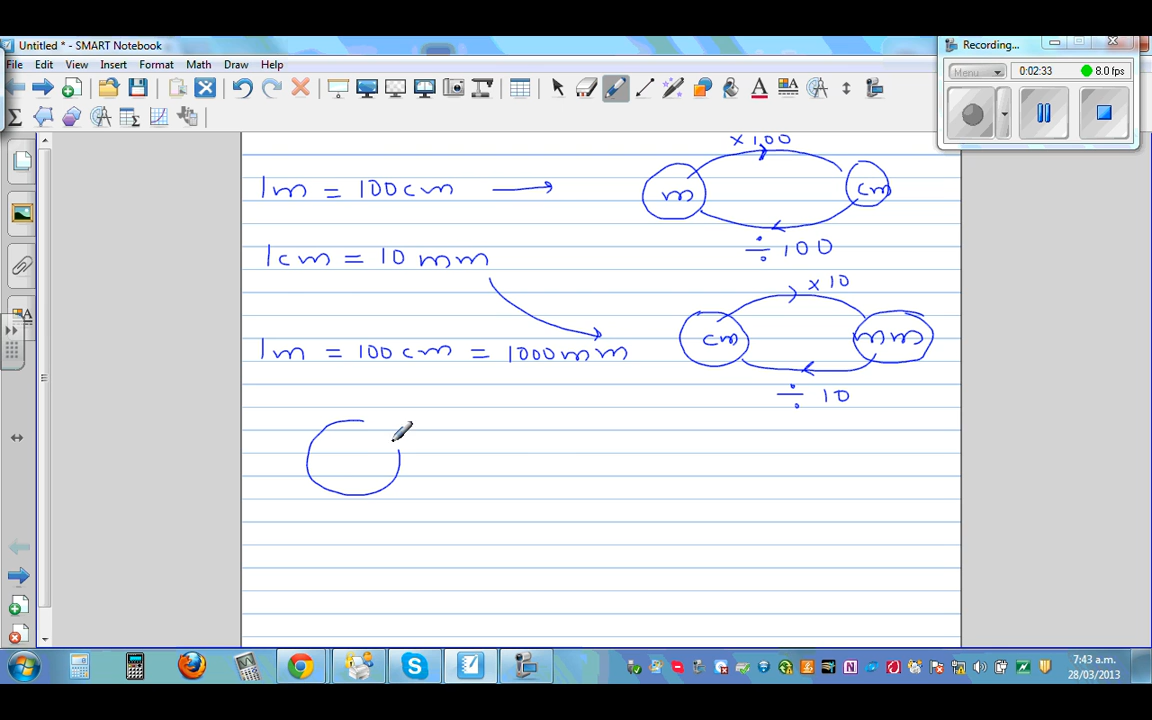 Untitled * - SMART Notebook
File Edit View Insert Format Math Draw Help
Recording...
Menu
0:02:33
8.0 fps
x 100
1m = 100cm
m
cm
÷ 100
1cm = 10 mm
x 10
1m = 100cm = 1000mm
cm
mm
÷ 10
7:43 a.m.
28/03/2013